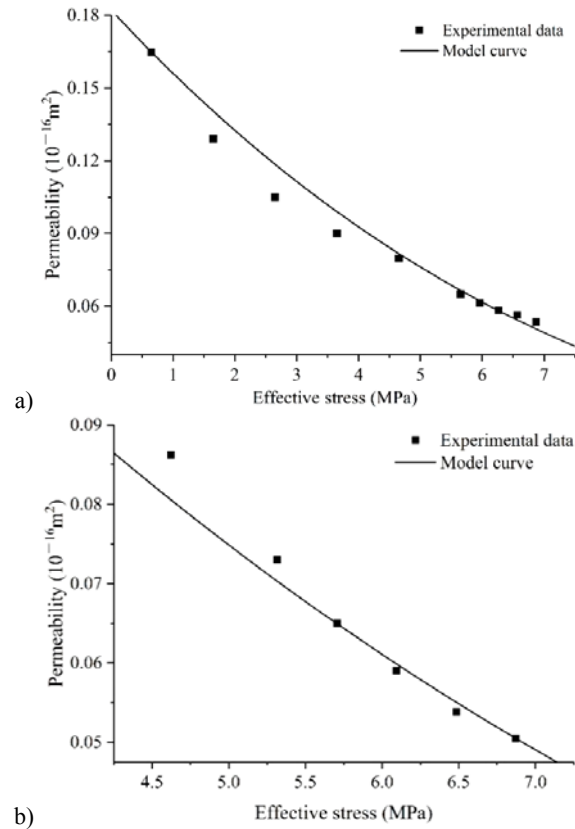 0.18
Experimental data
Model curve
0.15
0.12
0.09
0.06
Permeability (10⁻¹⁶m²)
0 1 2 3 4 5 6 7
Effective stress (MPa)
a)
0.09
Experimental data
Model curve
0.08
0.07
0.06
0.05
Permeability (10⁻¹⁶m²)
4.5 5.0 5.5 6.0 6.5 7.0
Effective stress (MPa)
b)